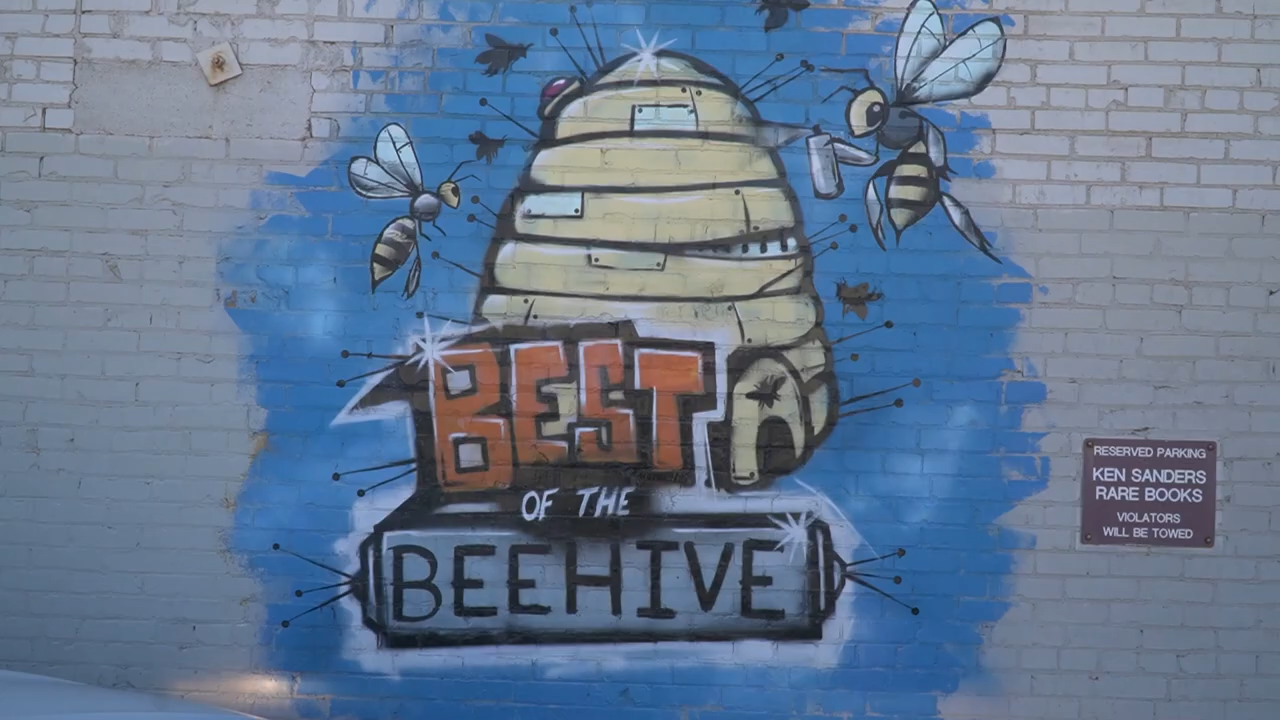 BEST
OF THE
BEEHIVE
RESERVED PARKING
KEN SANDERS
RARE BOOKS
VIOLATORS
WILL BE TOWED